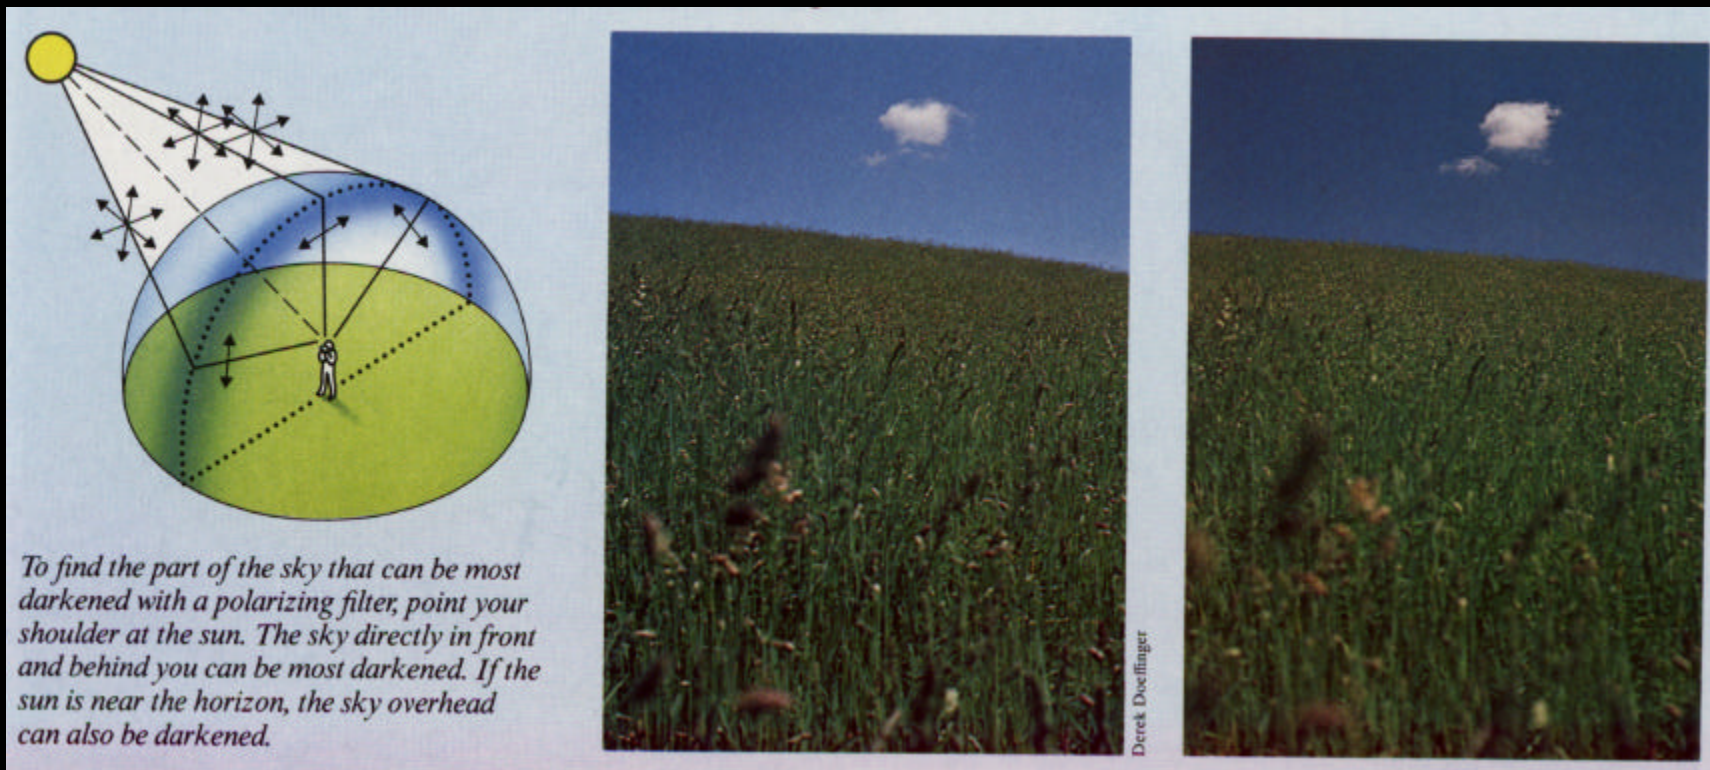 To find the part of the sky that can be most
darkened with a polarizing filter, point your
shoulder at the sun. The sky directly in front
and behind you can be most darkened. If the
sun is near the horizon, the sky overhead
can also be darkened.
Derek Doeffinger